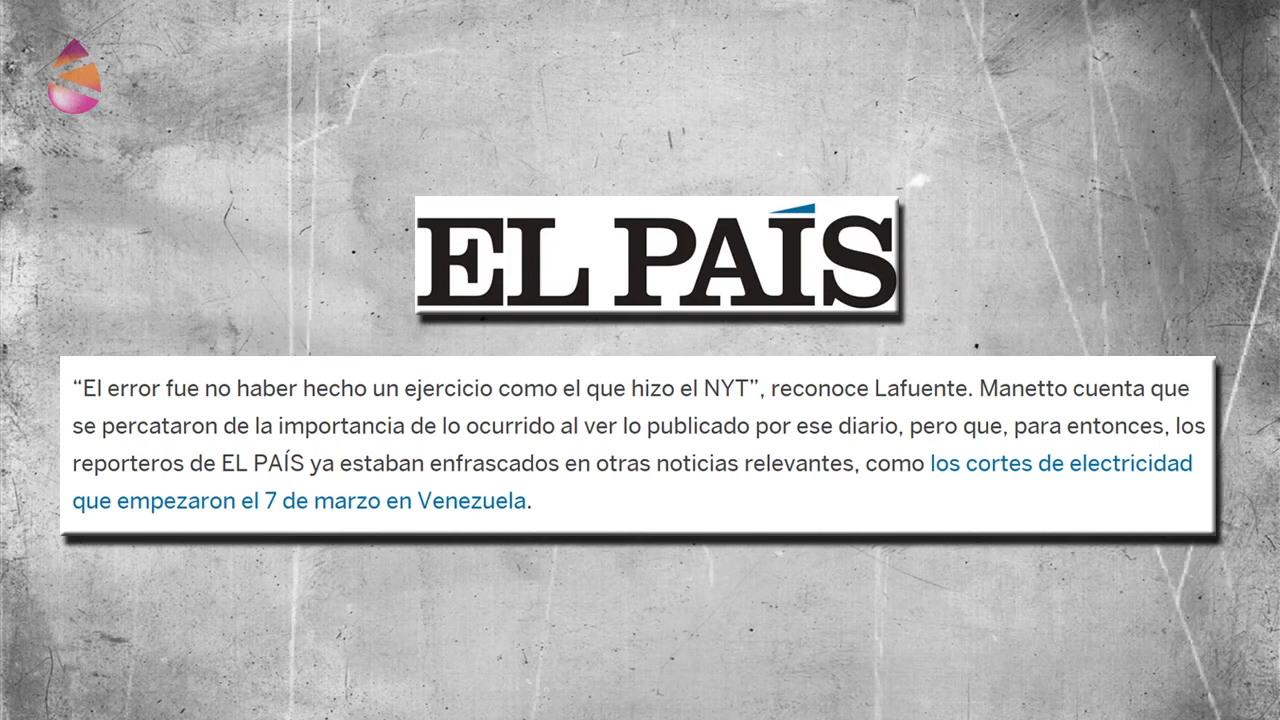 EL PAÍS
“El error fue no haber hecho un ejercicio como el que hizo el NYT”, reconoce Lafuente. Manetto cuenta que
se percataron de la importancia de lo ocurrido al ver lo publicado por ese diario, pero que, para entonces, los
reporteros de EL PAÍS ya estaban enfrascados en otras noticias relevantes, como los cortes de electricidad
que empezaron el 7 de marzo en Venezuela.